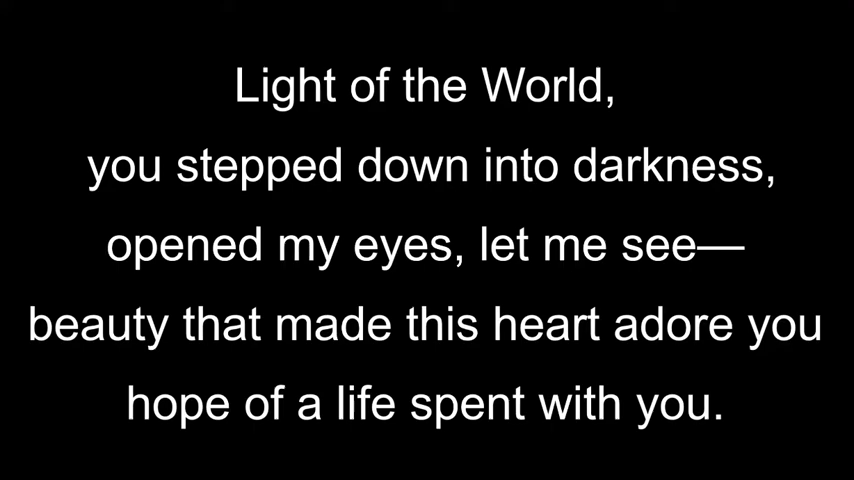 Light of the World,
you stepped down into darkness,
opened my eyes, let me see—
beauty that made this heart adore you
hope of a life spent with you.